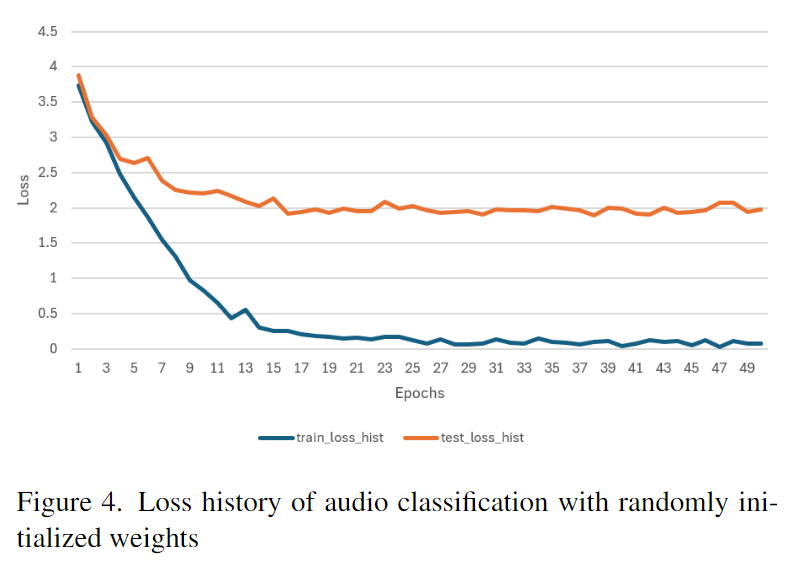 4.5
4
3.5
3
2.5
2
1.5
1
0.5
0
Loss
1 3 5 7 9 11 13 15 17 19 21 23 25 27 29 31 33 35 37 39 41 43 45 47 49
Epochs
train_loss_hist test_loss_hist
Figure 4. Loss history of audio classification with randomly ini-
tialized weights